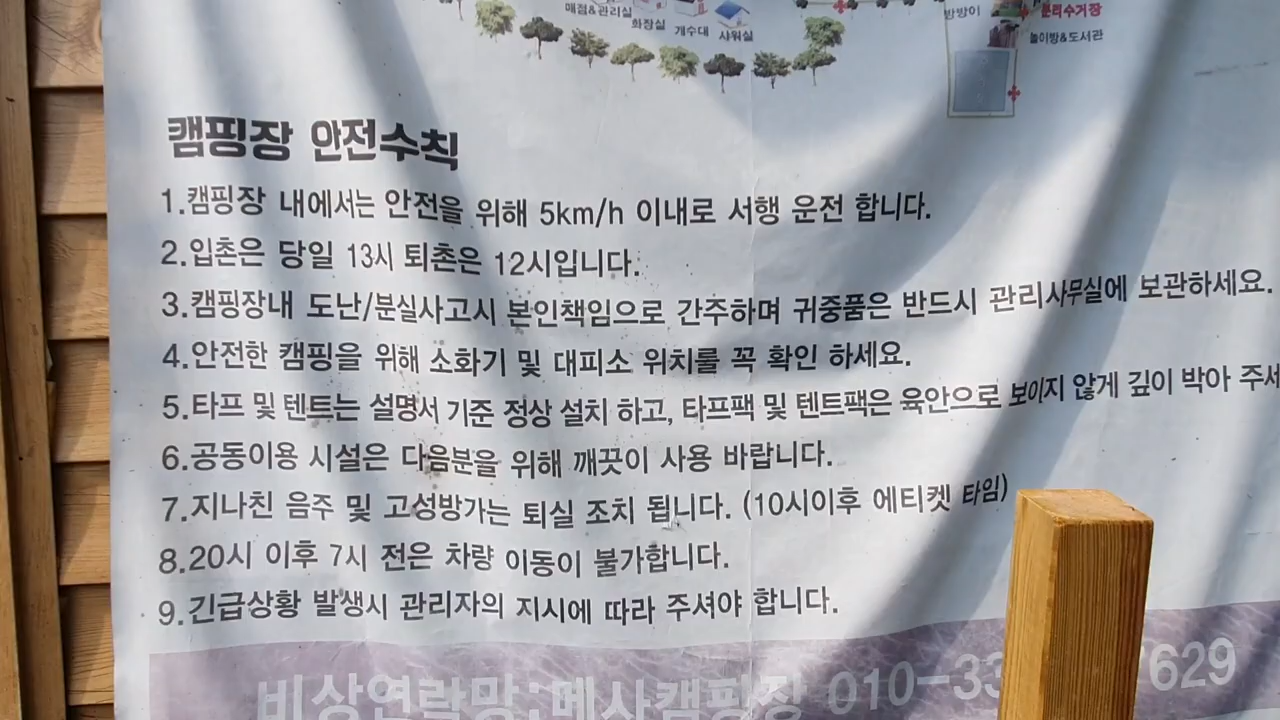 매점&관리실
화장실
개수대
샤워실
방방이
분리수거장
놀이방&도서관
캠핑장 안전수칙
1.캠핑장 내에서는 안전을 위해 5km/h 이내로 서행 운전 합니다.
2.입촌은 당일 13시 퇴촌은 12시입니다.
3.캠핑장내 도난/분실사고시 본인책임으로 간주하며 귀중품은 반드시 관리사무실에 보관하세요.
4.안전한 캠핑을 위해 소화기 및 대피소 위치를 꼭 확인 하세요.
5.타프 및 텐트는 설명서 기준 정상 설치 하고, 타프팩 및 텐트팩은 육안으로 보이지 않게 깊이 박아 주세
6.공동이용 시설은 다음분을 위해 깨끗이 사용 바랍니다.
7.지나친 음주 및 고성방가는 퇴실 조치 됩니다. (10시이후 에티켓 타임)
8.20시 이후 7시 전은 차량 이동이 불가합니다.
9.긴급상황 발생시 관리자의 지시에 따라 주셔야 합니다.
비상연락망:메사캠핑장 010-33 7629